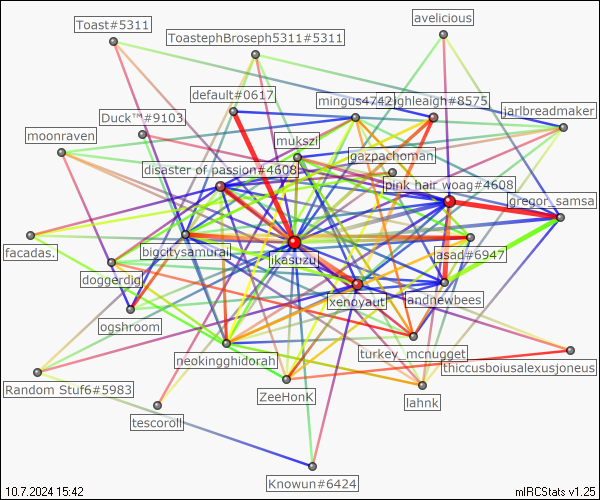 avelicious
Toast#5311
ToastephBroseph5311#5311
default#0617
mingus4742
ighleaigh#8575
jarlbreadmaker
Duck™#9103
moonraven
mukszi
gazpachoman
disaster of passion#4608
pink hair woag#4608
gregor_samsa
facadas.
bigcitysamurai
ikasuzu
asad#6947
doggerdig
xenoyaut
andnewbees
ogshroom
neokingghidorah
turkey_mcnugget
thiccusboiusalexusjoneus
Random Stuf6#5983
ZeeHonk
lahnk
tescoroll
Knowun#6424
10.7.2024 15:42
mIRCStats v1.25